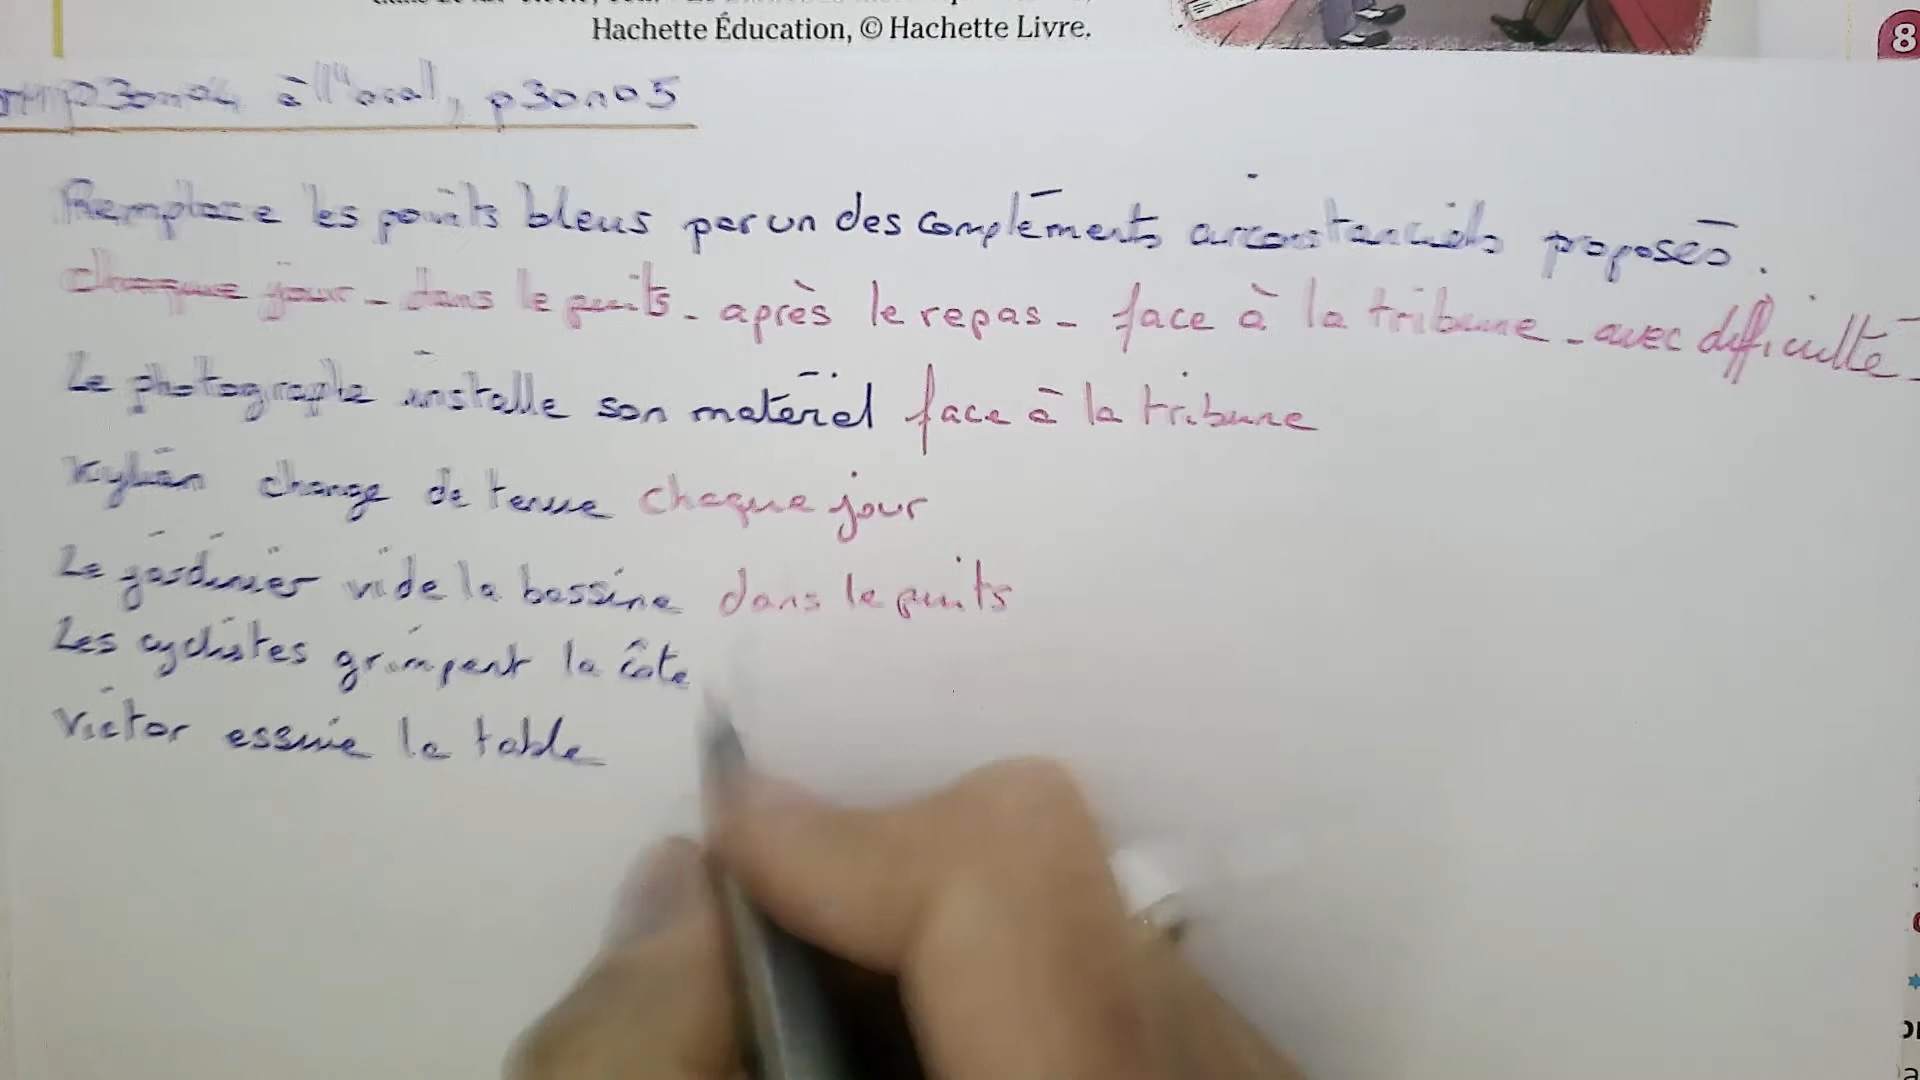 Hachette Éducation, © Hachette Livre.
8
à l'oral, p30n05
Remplace les points bleus par un des compléments circonstanciels proposés.
chaque jour - dans le puits - après le repas - face à la tribune - avec difficulté -
Le photographe installe son matériel face à la tribune
Kylian change de tenue chaque jour
Le jardinier vide la bassine dans le puits
Les cyclistes grimpent la côte
Victor essuie la table